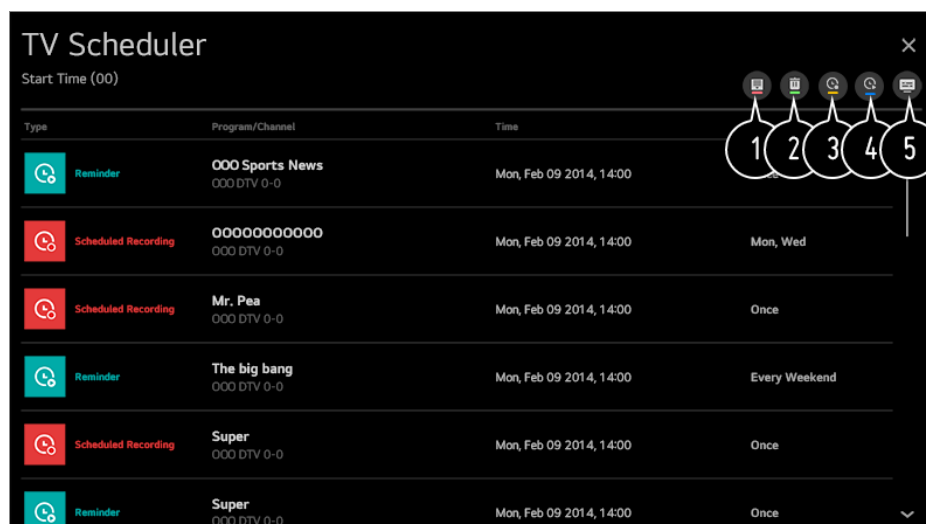 TV Scheduler
Start Time (00)
1 2 3 4 5
Type Program/Channel Time
Reminder OOO Sports News Mon, Feb 09 2014, 14:00
OOO DTV 0-0
Scheduled Recording OOOOOOOOOOO Mon, Feb 09 2014, 14:00 Mon, Wed
OOO DTV 0-0
Scheduled Recording Mr. Pea Mon, Feb 09 2014, 14:00 Once
OOO DTV 0-0
Reminder The big bang Mon, Feb 09 2014, 14:00 Every Weekend
OOO DTV 0-0
Scheduled Recording Super Mon, Feb 09 2014, 14:00 Once
OOO DTV 0-0
Reminder Super Mon, Feb 09 2014, 14:00 Once
OOO DTV 0-0